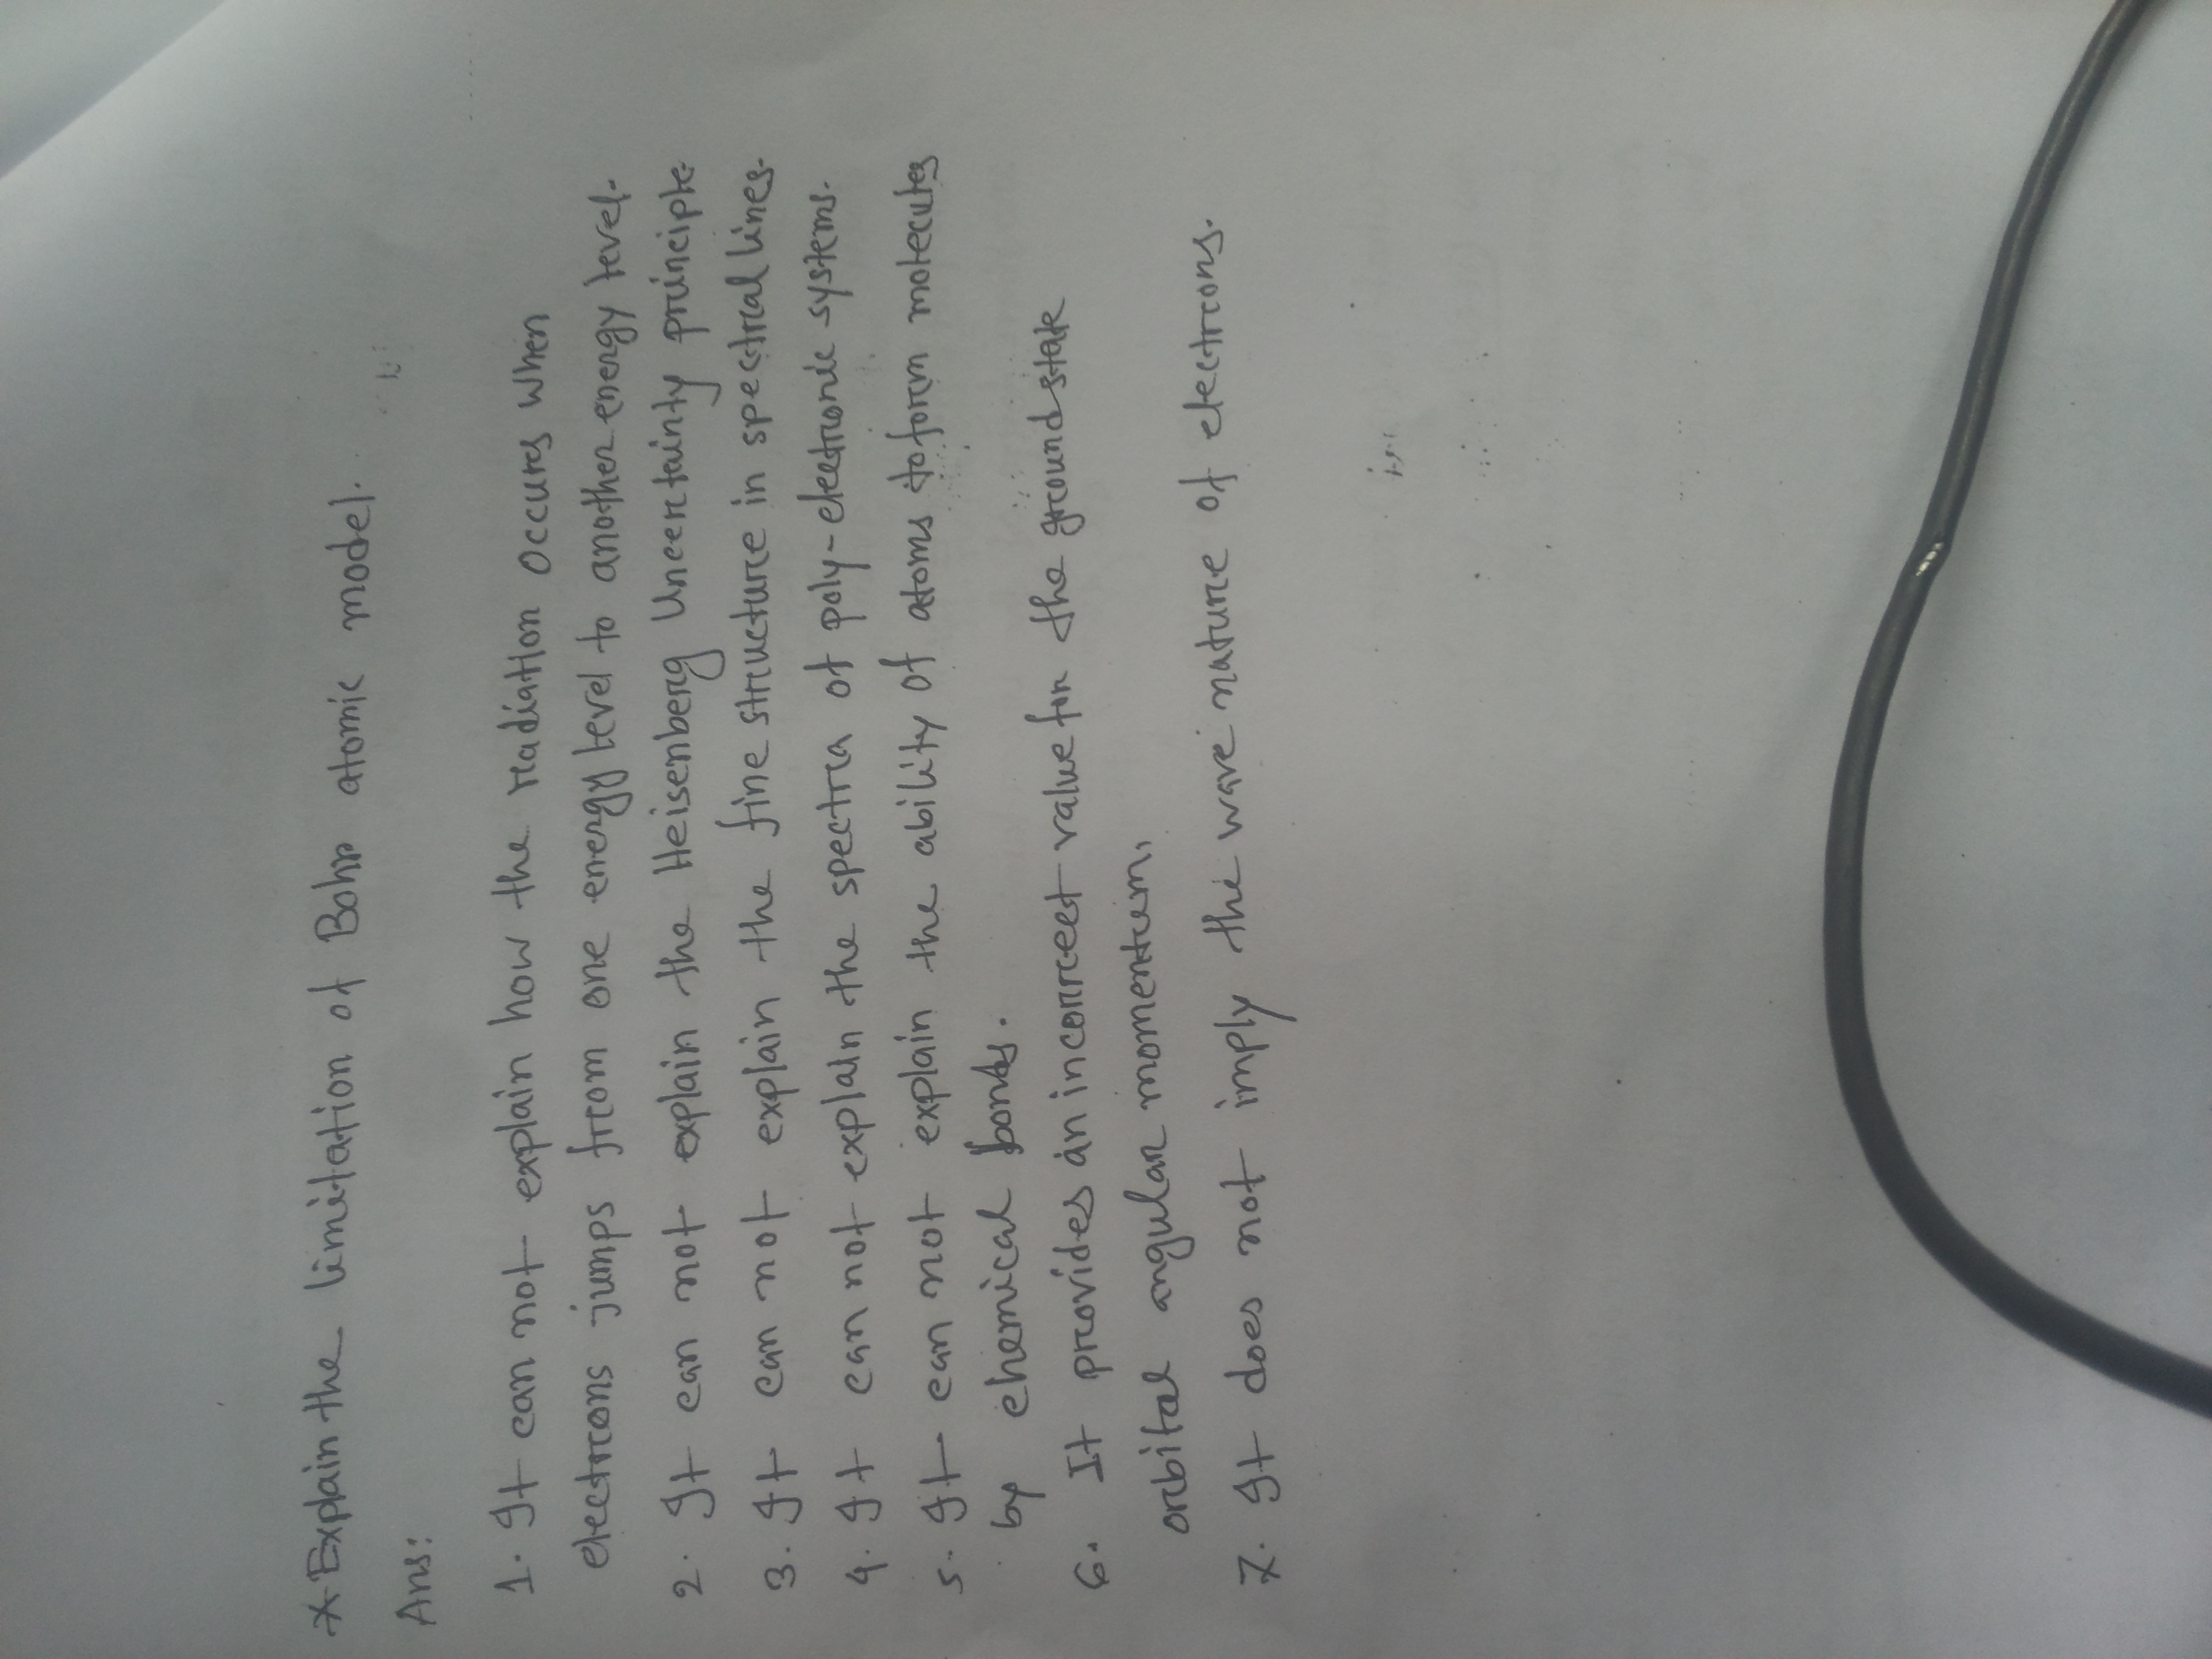 * Explain the limitation of Bohr atomic model.
Ans:
1. It can not explain how the radiation occures when
electrons jumps from one energy level to another energy level.
2. It can not explain the Heisenberg Uncertainty principle
3. It can not explain the fine structure in spectral lines.
4. It can not explain the spectra of poly-electronic systems.
5. It can not explain the ability of atoms to form molecules
by chemical bonds.
6. It provides an incorrect value for the ground state
orbital angular momentum.
7. It does not imply the wave nature of electrons.